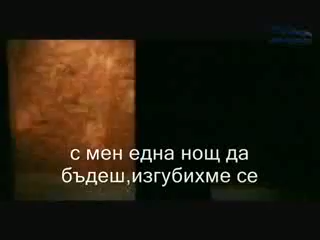 с мен една нощ да
бъдеш,изгубихме се